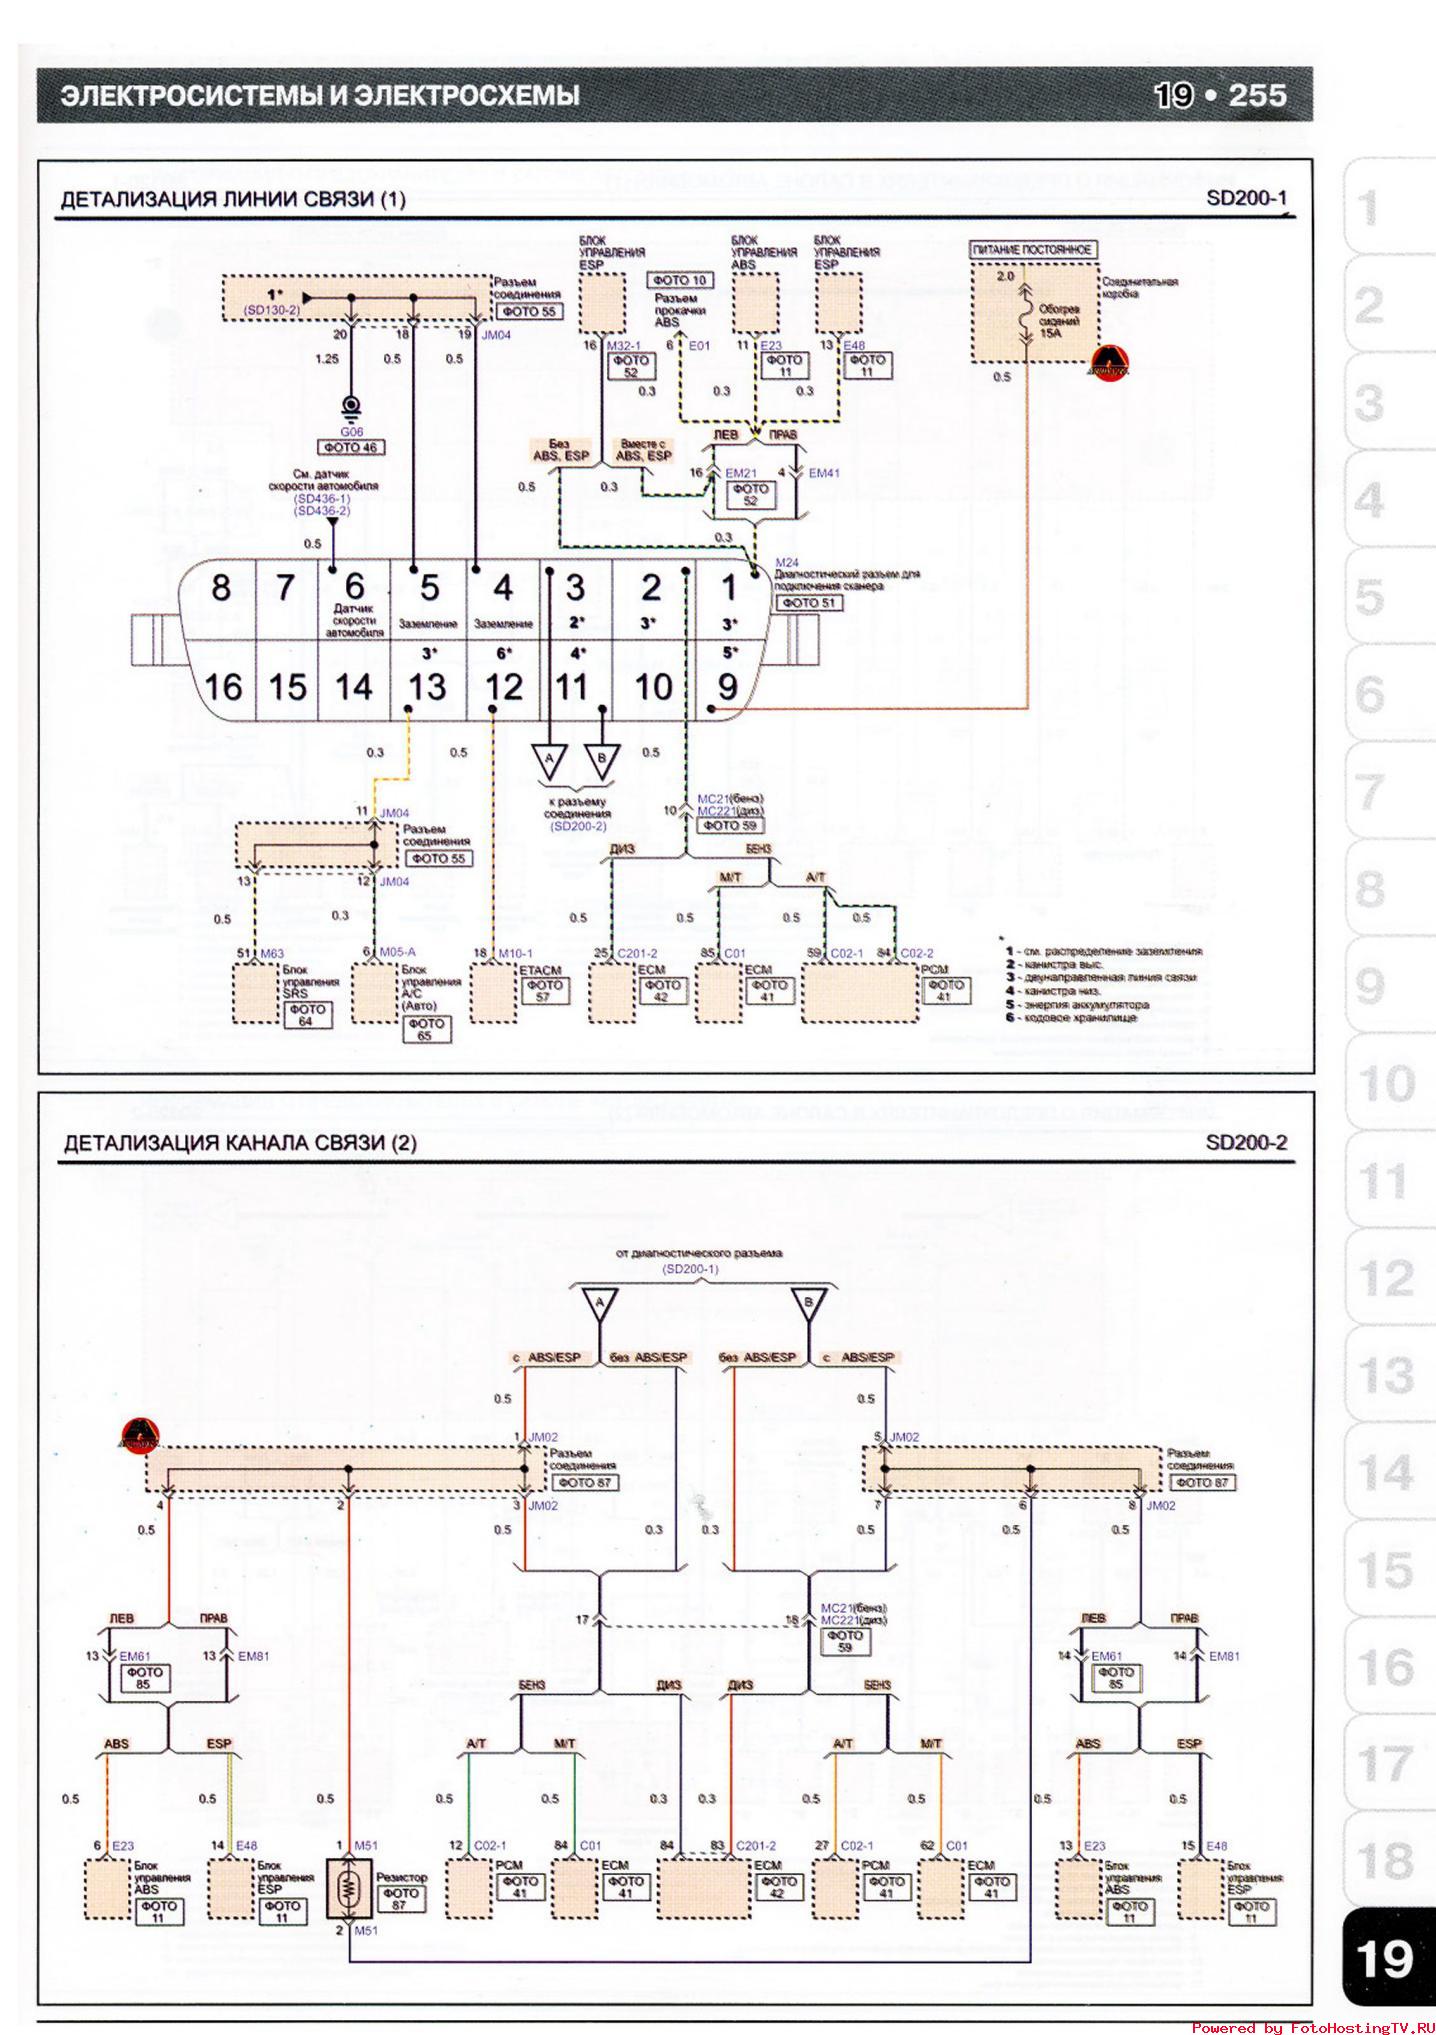 ЭЛЕКТРОСИСТЕМЫ И ЭЛЕКТРОСХЕМЫ
19 • 255
ДЕТАЛИЗАЦИЯ ЛИНИИ СВЯЗИ (1)
SD200-1
1*
(SD130-2)
Разъем
соединения
ФОТО 55
20
18
19
JM04
1.25
0.5
0.5
G06
ФОТО 46
См. датчик
скорости автомобиля
(SD436-1)
(SD436-2)
0.5
БЛОК
УПРАВЛЕНИЯ
ESP
16
M32-1
ФОТО
52
ФОТО 10
Разъем
прокачки
ABS
6
E01
БЛОК
УПРАВЛЕНИЯ
ABS
11
E23
ФОТО
11
БЛОК
УПРАВЛЕНИЯ
ESP
13
E48
ФОТО
11
0.3
0.3
0.3
ПИТАНИЕ ПОСТОЯННОЕ
2.0
Обогрев
сидений
15А
Соединительная
коробка
0.5
Без
ABS, ESP
Вместе с
ABS, ESP
0.5
0.3
ЛЕВ
ПРАВ
16
EM21
ФОТО
52
4
EM41
0.3
M24
Диагностический разъем для
подключения сканера
ФОТО 51
8
7
6
5
4
3
2
1
Датчик
скорости
автомобиля
Заземление
Заземление
2*
3*
3*
3*
6*
4*
5*
16
15
14
13
12
11
10
9
0.3
0.5
A
B
0.5
к разъему
соединения
(SD200-2)
11
JM04
Разъем
соединения
ФОТО 55
13
12
JM04
0.5
0.3
10
MC21(бенз)
MC221(диз)
ФОТО 59
ДИЗ
БЕНЗ
M/T
A/T
0.5
0.5
0.5
0.5
51
M63
Блок
управления
SRS
ФОТО
64
6
M05-A
Блок
управления
A/C
(Авто)
ФОТО
65
18
M10-1
ETACM
ФОТО
57
25
C201-2
ECM
ФОТО
42
85
C01
ECM
ФОТО
41
59
C02-1
84
C02-2
PCM
ФОТО
41
*
1 - см. распределение заземления
2 - канистра выс.
3 - двунаправленная линия связи
4 - канистра низ.
5 - энергия аккумулятора
6 - кодовое хранилище
ДЕТАЛИЗАЦИЯ КАНАЛА СВЯЗИ (2)
SD200-2
от диагностического разъема
(SD200-1)
A
B
с ABS/ESP
без ABS/ESP
без ABS/ESP
с ABS/ESP
0.5
0.5
1
JM02
Разъем
соединения
ФОТО 87
4
2
3
JM02
5
JM02
Разъем
соединения
ФОТО 87
7
6
8
JM02
0.5
0.5
0.3
0.3
0.5
0.5
0.5
17
18
MC21(бенз)
MC221(диз)
ФОТО
59
ЛЕВ
ПРАВ
13
EM61
ФОТО
85
13
EM81
ЛЕВ
ПРАВ
14
EM61
ФОТО
85
14
EM81
БЕНЗ
ДИЗ
ДИЗ
БЕНЗ
ABS
ESP
A/T
M/T
A/T
M/T
ABS
ESP
0.5
0.5
0.5
0.5
0.5
0.3
0.3
0.5
0.5
0.5
0.5
6
E23
Блок
управления
ABS
ФОТО
11
14
E48
Блок
управления
ESP
ФОТО
11
1
M51
Резистор
ФОТО
87
2
M51
12
C02-1
PCM
ФОТО
41
84
C01
ECM
ФОТО
41
84
83
C201-2
ECM
ФОТО
42
27
C02-1
PCM
ФОТО
41
62
C01
ECM
ФОТО
41
13
E23
Блок
управления
ABS
ФОТО
11
15
E48
Блок
управления
ESP
ФОТО
11
1
2
3
4
5
6
7
8
9
10
11
12
13
14
15
16
17
18
19
Powered by FotoHostingTV.RU